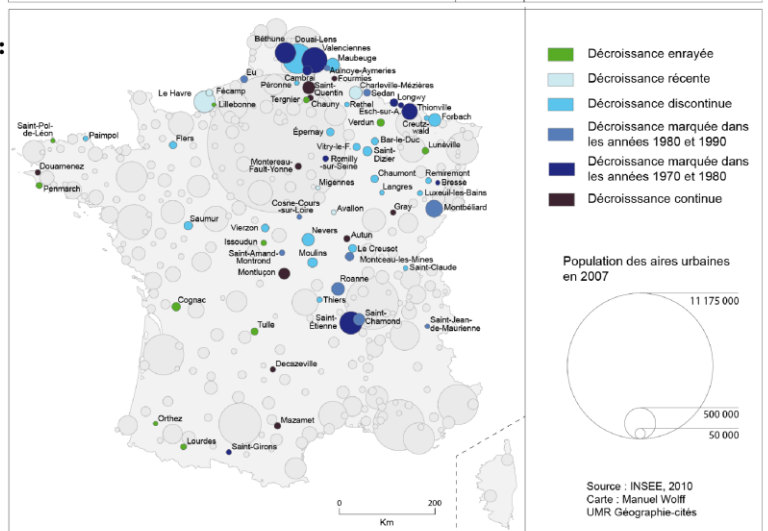 :
Béthune
Douai-Lens
Valenciennes
Maubeuge
Aulnoye-Aymeries
Fourmies
Eu
Cambrai
Péronne
Saint-
Quentin
Charleville-Mézières
Sedan
Le Havre
Fécamp
Lillebonne
Tergnier
Chauny
Rethel
Longwy
Esch-sur-A.
Thionville
Verdun
Creutz-
wald
Forbach
Saint-Pol-
de-Léon
Paimpol
Flers
Épernay
Vitry-le-F.
Bar-le-Duc
Saint-
Dizier
Lunéville
Douarnenez
Penmarch
Montereau-
Fault-Yonne
Romilly
-sur-Seine
Chaumont
Remiremont
Bresse
Migennes
Langres
Luxeuil-les-Bains
Cosne-Cours
-sur-Loire
Avallon
Gray
Montbéliard
Saumur
Vierzon
Nevers
Autun
Issoudun
Le Creusot
Saint-Amand-
Montrond
Moulins
Montceau-les-Mines
Montluçon
Roanne
Saint-Claude
Cognac
Thiers
Tulle
Saint-
Étienne
Saint-
Chamond
Saint-Jean-
de-Maurienne
Decazeville
Orthez
Mazamet
Lourdes
Saint-Girons
0 200
Km
Décroissance enrayée
Décroissance récente
Décroissance discontinue
Décroissance marquée dans
les années 1980 et 1990
Décroissance marquée dans
les années 1970 et 1980
Décroisssance continue
Population des aires urbaines
en 2007
11 175 000
500 000
50 000
Source : INSEE, 2010
Carte : Manuel Wolff
UMR Géographie-cités